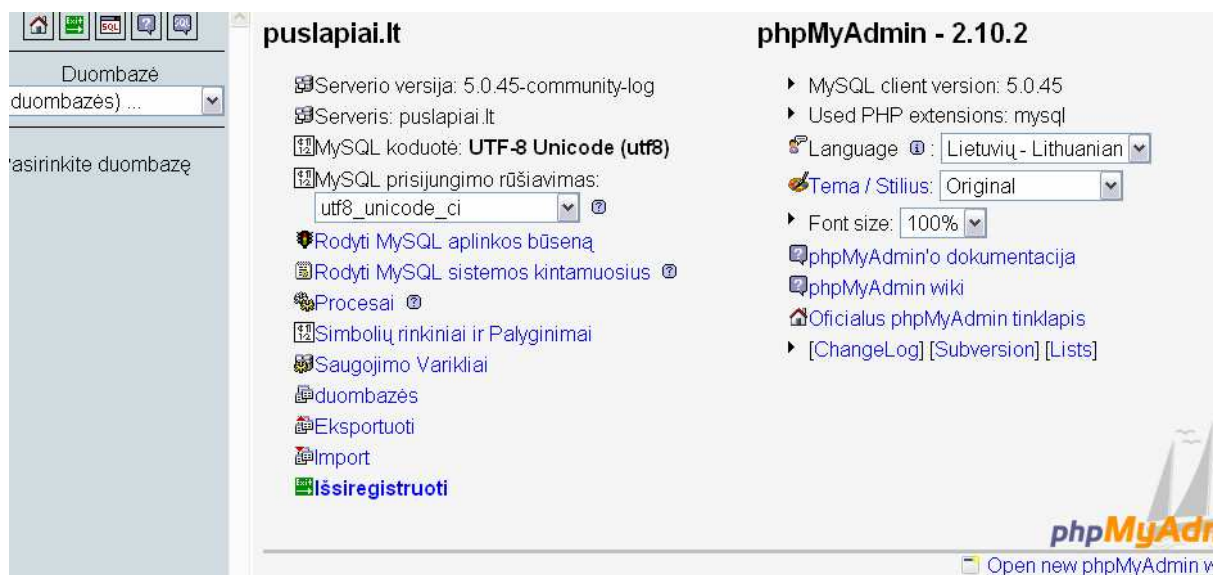 Duombazė
duombazės) ...
Pasirinkite duombazę
puslapiai.lt
Serverio versija: 5.0.45-community-log
Serveris: puslapiai.lt
MySQL koduotė: UTF-8 Unicode (utf8)
MySQL prisijungimo rūšiavimas:
utf8_unicode_ci
Rodyti MySQL aplinkos būseną
Rodyti MySQL sistemos kintamuosius
Procesai
Simbolių rinkiniai ir Palyginimai
Saugojimo Varikliai
duombazės
Eksportuoti
Import
Išsiregistruoti
phpMyAdmin - 2.10.2
MySQL client version: 5.0.45
Used PHP extensions: mysql
Language : Lietuvių - Lithuanian
Tema / Stilius: Original
Font size: 100%
phpMyAdmin'o dokumentacija
phpMyAdmin wiki
Oficialus phpMyAdmin tinklapis
[ChangeLog] [Subversion] [Lists]
phpMyAd
Open new phpMyAdmin w